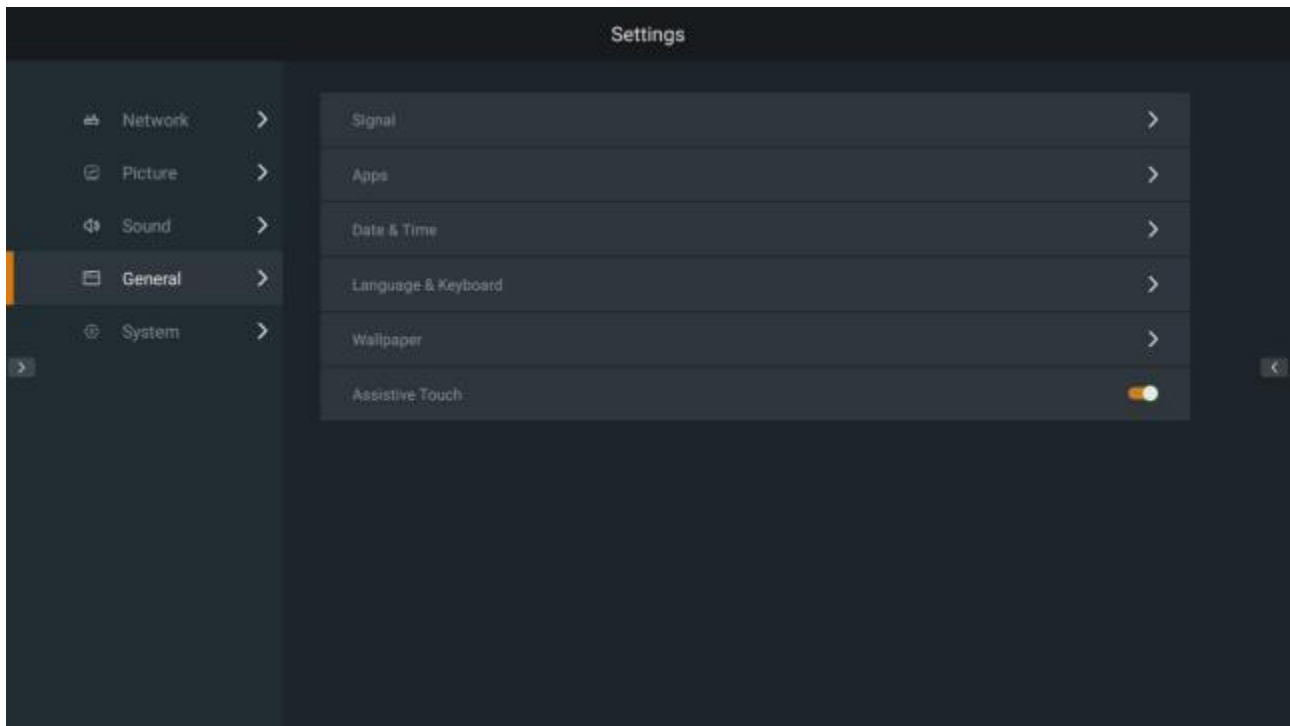 Settings
Network
Picture
Sound
General
System
Signal
Apps
Date & Time
Language & Keyboard
Wallpaper
Assistive Touch